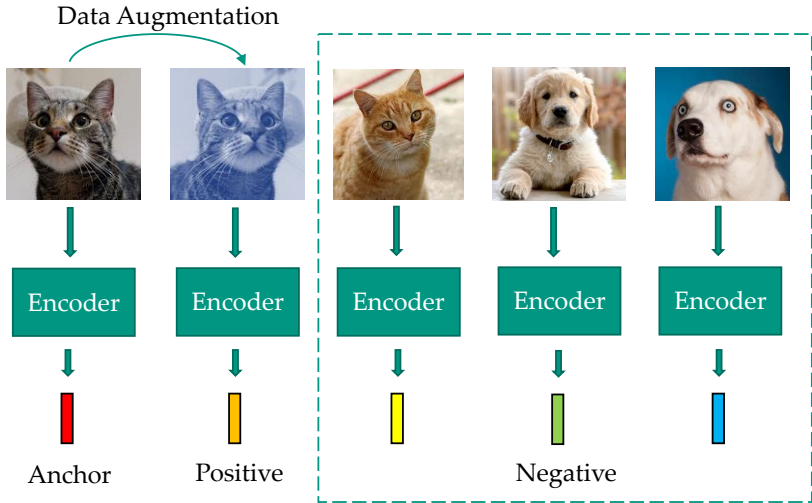 Data Augmentation
Encoder
Encoder
Encoder
Encoder
Encoder
Anchor
Positive
Negative